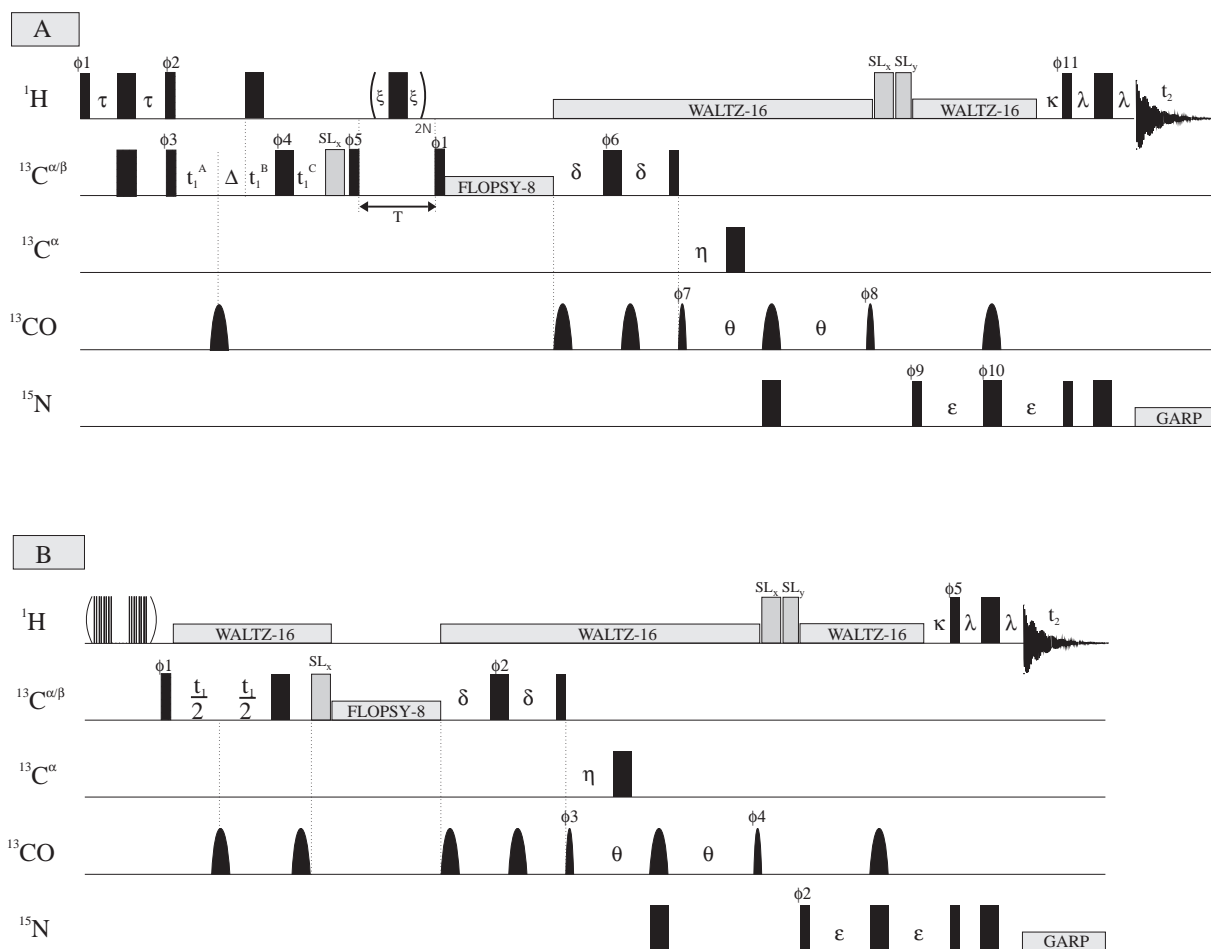 A
ϕ1 ϕ2 SLx SLy ϕ11
1H τ τ (ξ ξ)2N WALTZ-16 WALTZ-16 κ λ λ t2
ϕ3 ϕ4 SLx ϕ5 ϕ1 ϕ6
13Cα/β t1A Δ t1B t1C FLOPSY-8 δ δ
T
13Cα η
ϕ7 ϕ8
13CO θ θ
ϕ9 ϕ10
15N ε ε
GARP
B
SLx SLy ϕ5
1H WALTZ-16 WALTZ-16 WALTZ-16 κ λ λ t2
ϕ1 SLx ϕ2
13Cα/β t1/2 t1/2 FLOPSY-8 δ δ
13Cα η
ϕ3 ϕ4
13CO θ θ
ϕ2
15N ε ε
GARP